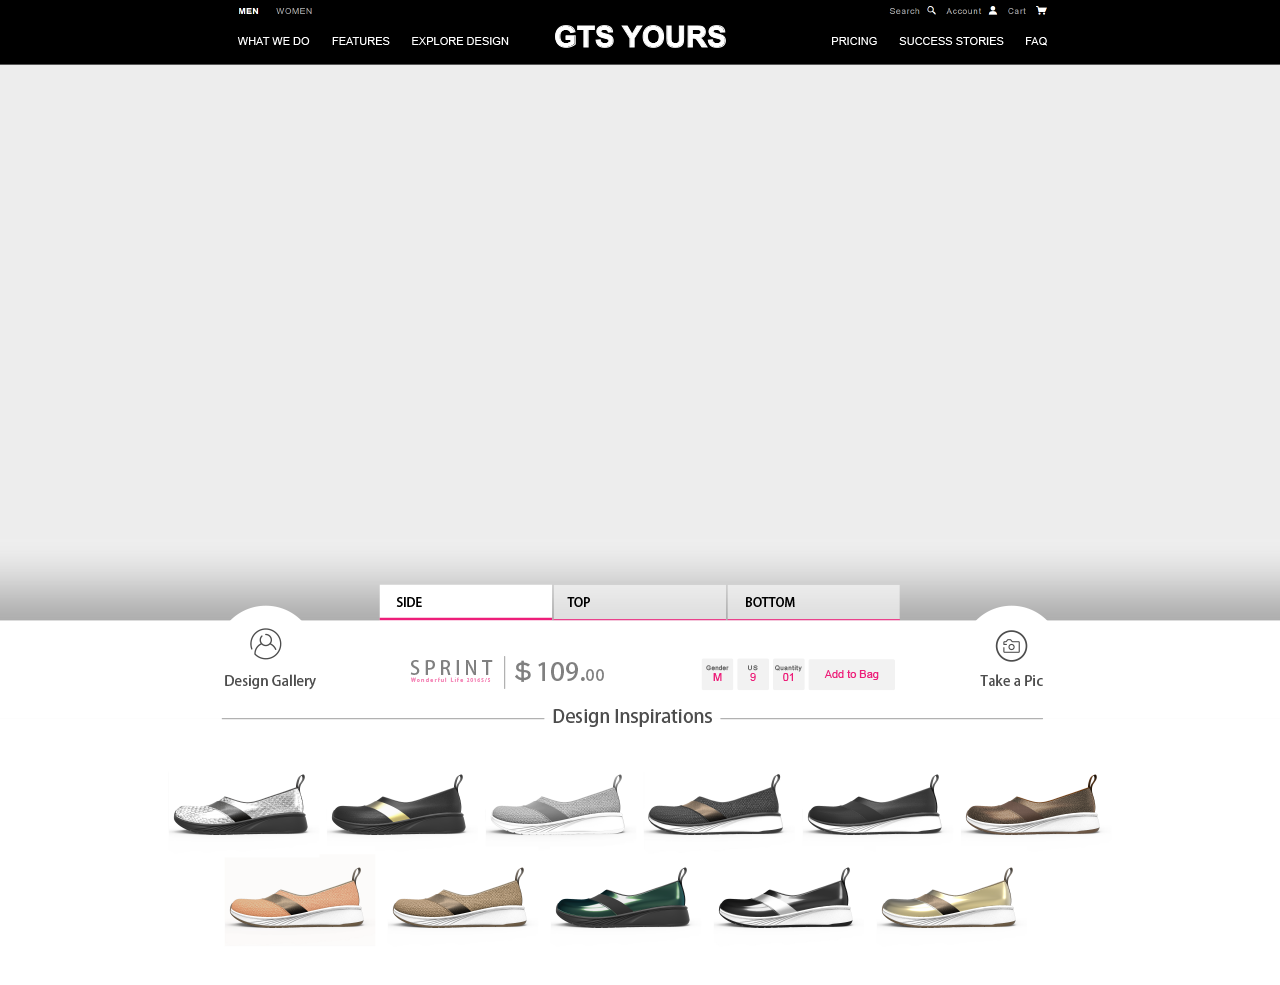 MEN WOMEN Search Account Cart
WHAT WE DO FEATURES EXPLORE DESIGN GTS YOURS PRICING SUCCESS STORIES FAQ
SIDE TOP BOTTOM
Design Gallery
SPRINT
Wonderful Life 2016S/S
$ 109.00
Gender
M
US
9
Quantity
01
Add to Bag
Take a Pic
Design Inspirations